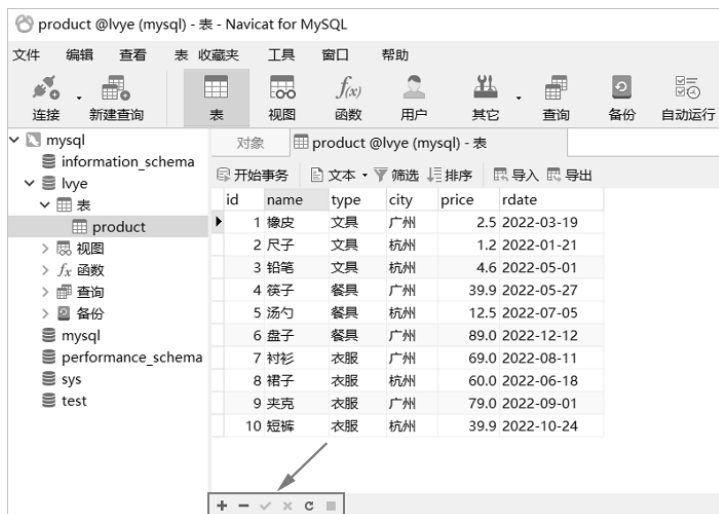 product @lvye (mysql) - 表 - Navicat for MySQL
文件 编辑 查看 表 收藏夹 工具 窗口 帮助
f(x)
连接 新建查询 表 视图 函数 用户 其它 查询 备份 自动运行
mysql
information_schema
lvye
表
product
视图
fx 函数
查询
备份
mysql
performance_schema
sys
test
对象 product @lvye (mysql) - 表
开始事务 文本 筛选 排序 导入 导出
id name type city price rdate
1 橡皮 文具 广州 2.5 2022-03-19
2 尺子 文具 杭州 1.2 2022-01-21
3 铅笔 文具 杭州 4.6 2022-05-01
4 筷子 餐具 广州 39.9 2022-05-27
5 汤勺 餐具 杭州 12.5 2022-07-05
6 盘子 餐具 广州 89.0 2022-12-12
7 衬衫 衣服 广州 69.0 2022-08-11
8 裙子 衣服 杭州 60.0 2022-06-18
9 夹克 衣服 广州 79.0 2022-09-01
10 短裤 衣服 杭州 39.9 2022-10-24